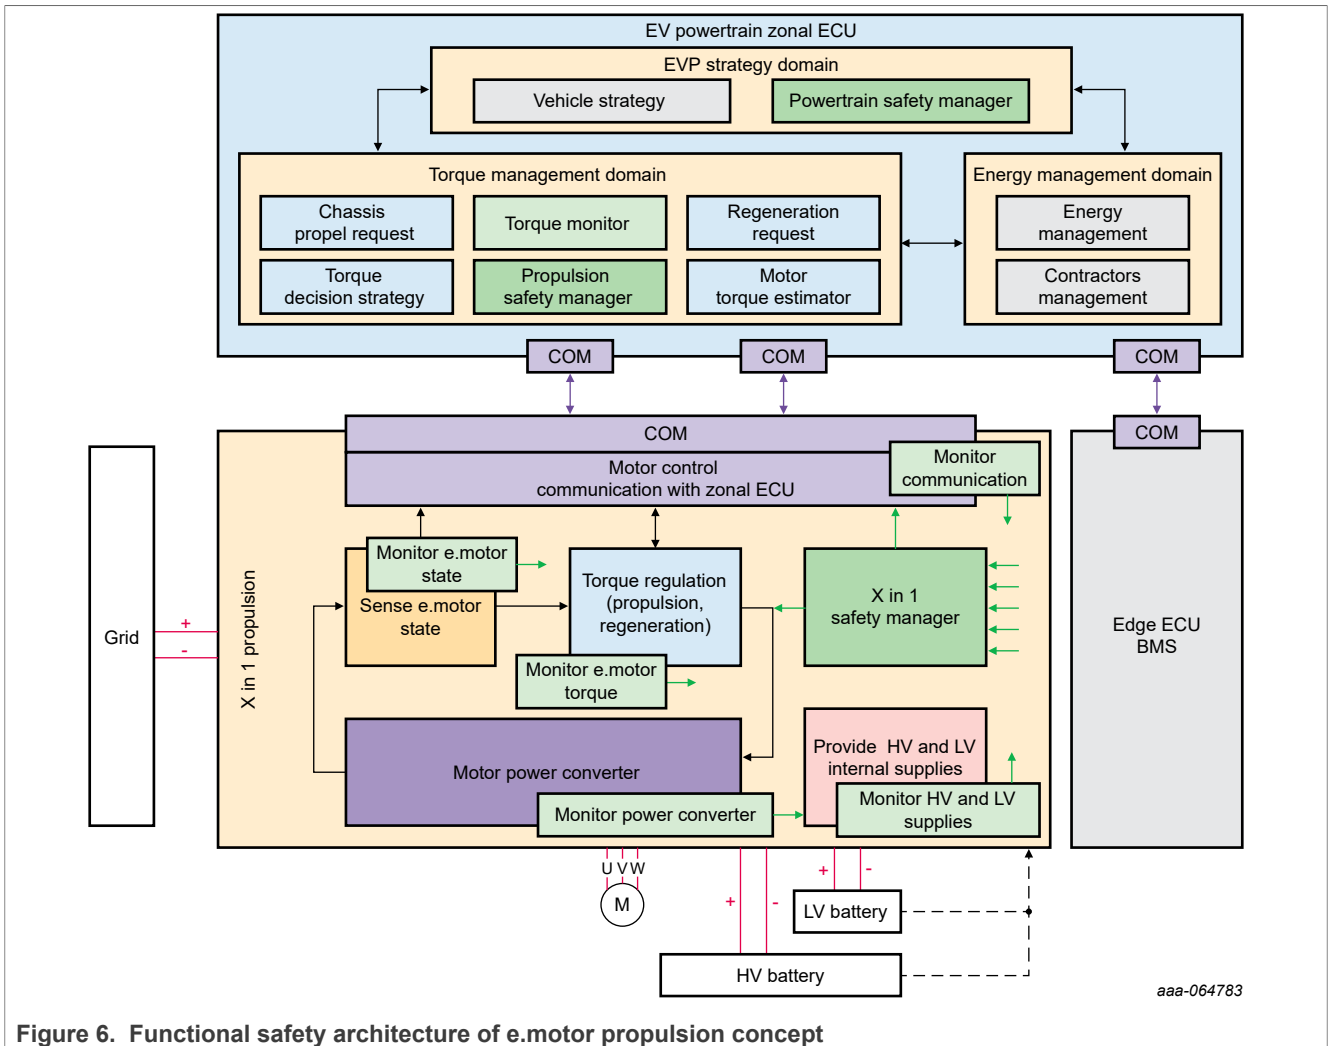 EV powertrain zonal ECU
EVP strategy domain
Vehicle strategy
Powertrain safety manager
Torque management domain
Chassis
propel request
Torque monitor
Regeneration
request
Torque
decision strategy
Propulsion
safety manager
Motor
torque estimator
Energy management domain
Energy
management
Contractors
management
COM
COM
COM
COM
COM
Motor control
communication with zonal ECU
Monitor
communication
Grid
+
-
X in 1 propulsion
Monitor e.motor
state
Sense e.motor
state
Torque regulation
(propulsion,
regeneration)
Monitor e.motor
torque
X in 1
safety manager
Edge ECU
BMS
Motor power converter
Monitor power converter
Provide HV and LV
internal supplies
Monitor HV and LV
supplies
U V W
M
+
-
+
-
LV battery
HV battery
aaa-064783
Figure 6. Functional safety architecture of e.motor propulsion concept